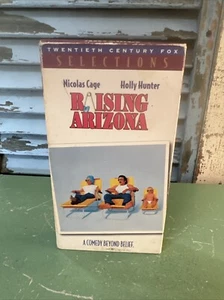 TWENTIETH CENTURY FOX
SELECTIONS
Nicolas Cage Holly Hunter
RAISING
ARIZONA
A COMEDY BEYOND BELIEF.